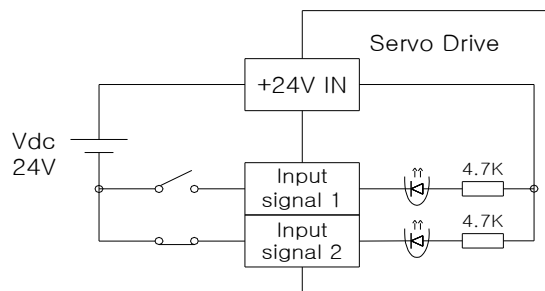 Servo Drive
+24V IN
Vdc
24V
Input
signal 1
4.7K
Input
signal 2
4.7K